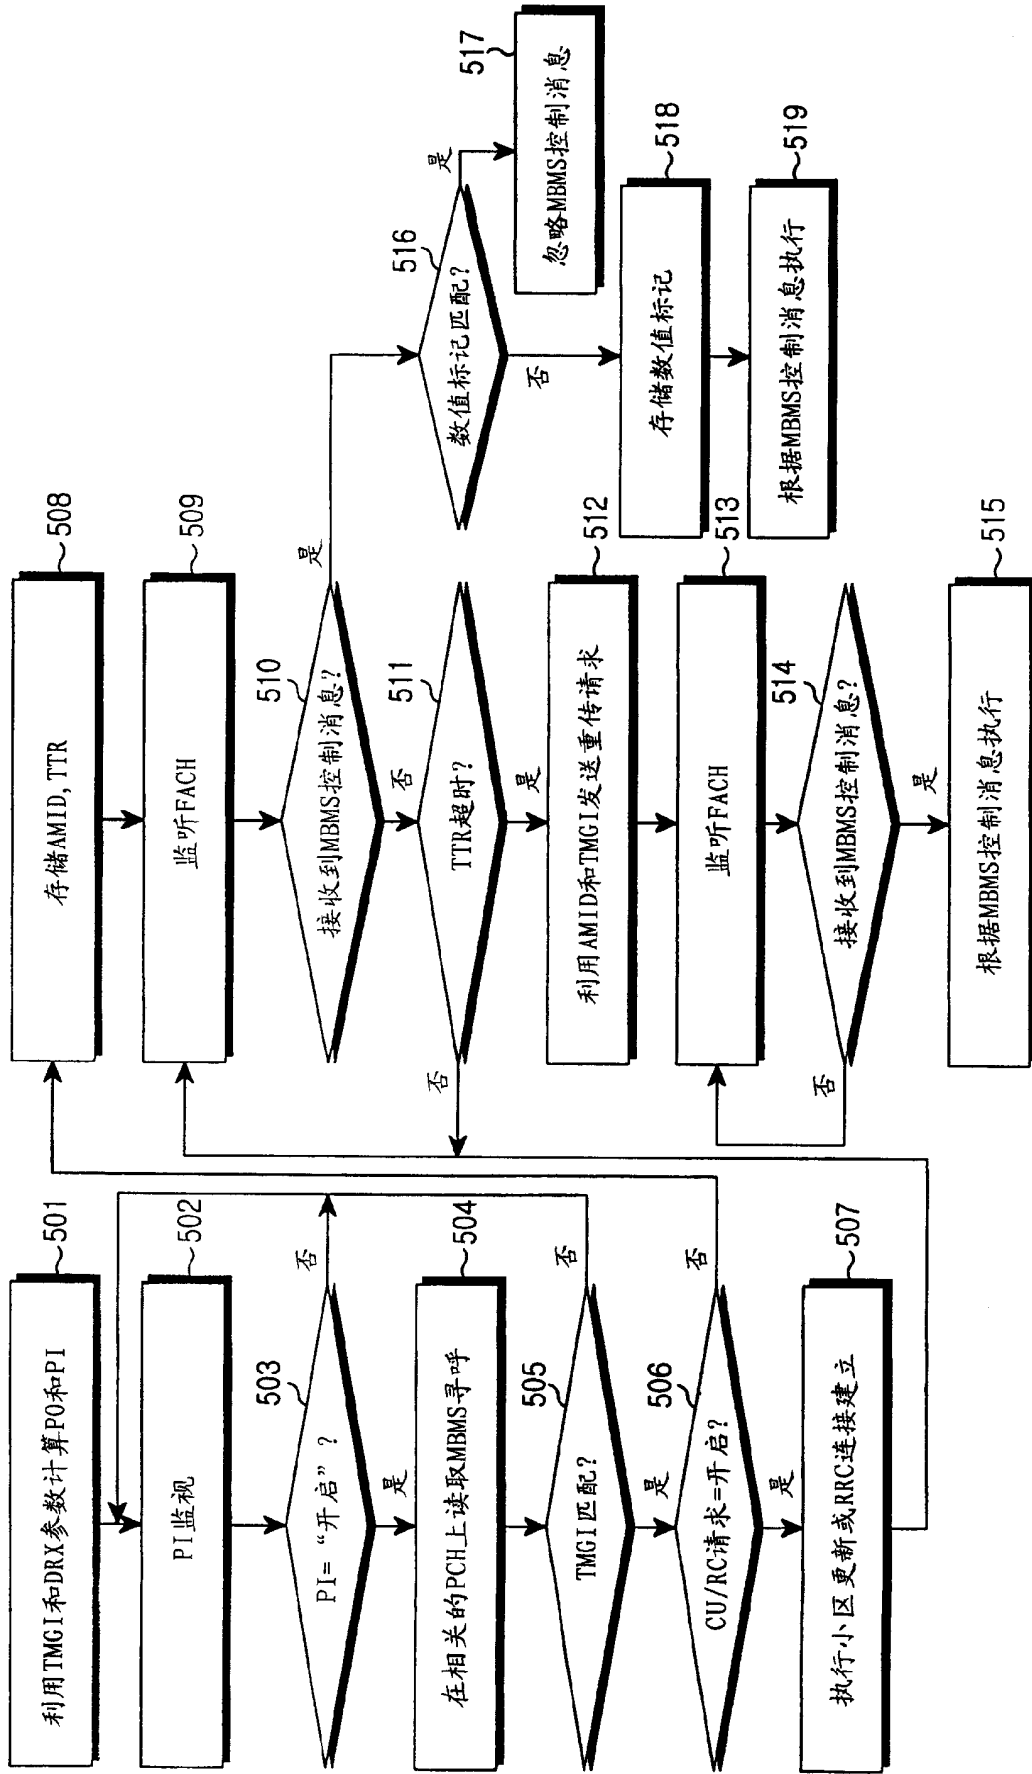 利用TMGI和DRX参数计算PO和PI
501
PI监视
502
PI=“开启”？
503
否
是
在相关的PCH上读取MBMS寻呼
504
TMGI匹配？
505
否
是
CU/RC请求=开启？
506
否
是
执行小区更新或RRC连接建立
507
存储AMID,TTR
508
监听FACH
509
接收到MBMS控制消息？
510
是
否
TTR超时？
511
否
是
利用AMID和TMGI发送重传请求
512
监听FACH
513
接收到MBMS控制消息？
514
否
是
根据MBMS控制消息执行
515
数值标记匹配？
516
是
否
忽略MBMS控制消息
517
存储数值标记
518
根据MBMS控制消息执行
519